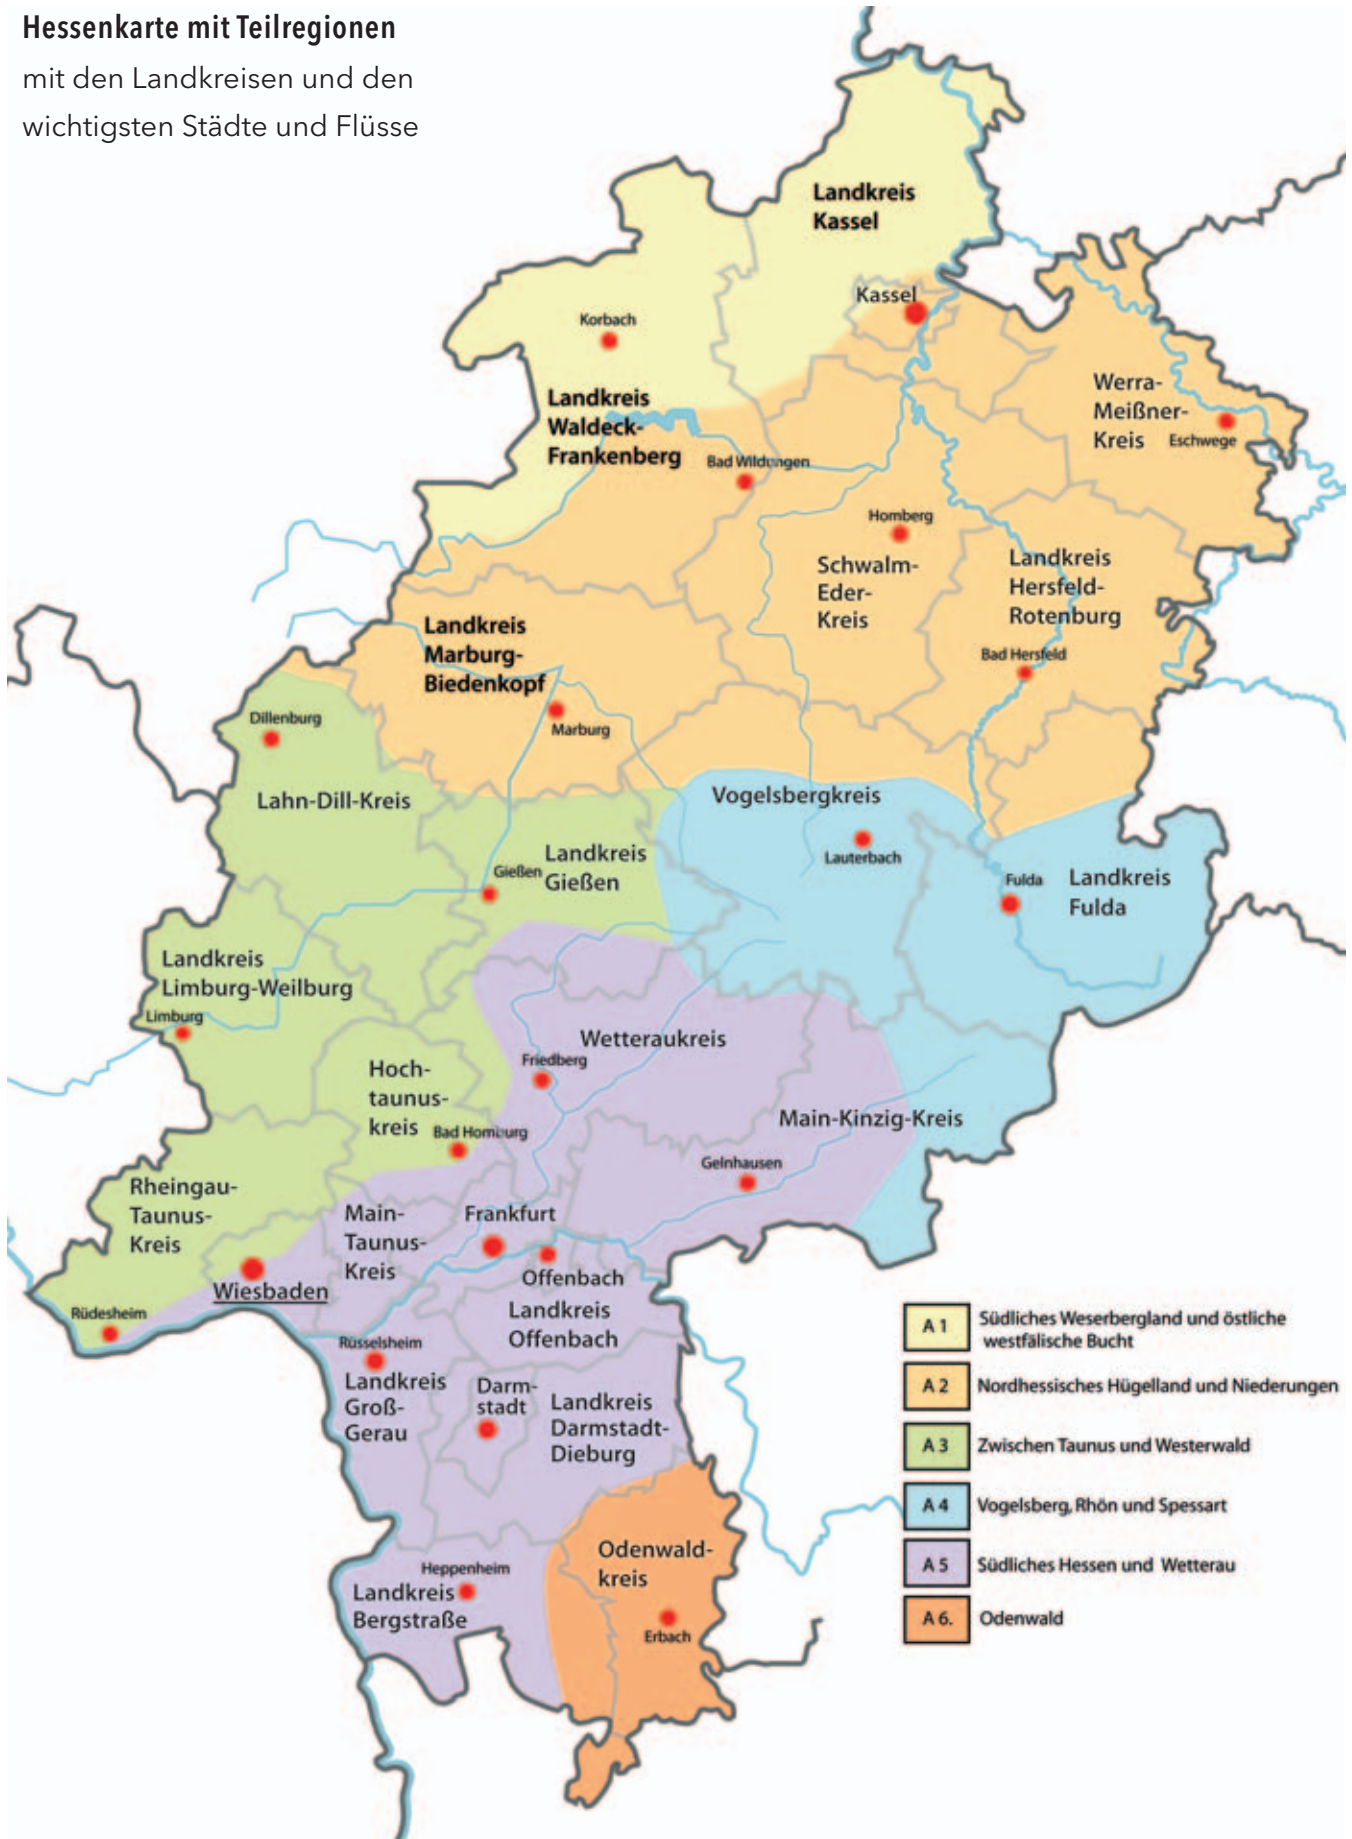 Hessenkarte mit Teilregionen
mit den Landkreisen und den
wichtigsten Städte und Flüsse
Landkreis
Kassel
Kassel
Korbach
Landkreis
Waldeck-
Frankenberg
Werra-
Meißner-
Kreis
Eschwege
Bad Wildungen
Homberg
Schwalm-
Eder-
Kreis
Landkreis
Hersfeld-
Rotenburg
Bad Hersfeld
Landkreis
Marburg-
Biedenkopf
Marburg
Dillenburg
Lahn-Dill-Kreis
Vogelsbergkreis
Lauterbach
Landkreis
Gießen
Gießen
Fulda
Landkreis
Fulda
Landkreis
Limburg-Weilburg
Limburg
Wetteraukreis
Friedberg
Hoch-
taunus-
kreis
Bad Homburg
Main-Kinzig-Kreis
Gelnhausen
Rheingau-
Taunus-
Kreis
Main-
Taunus-
Kreis
Frankfurt
Offenbach
Wiesbaden
Rüdesheim
Landkreis
Offenbach
Rüsselsheim
Landkreis
Groß-
Gerau
Darm-
stadt
Landkreis
Darmstadt-
Dieburg
Odenwald-
kreis
Erbach
Heppenheim
Landkreis
Bergstraße
A 1 Südliches Weserbergland und östliche
westfälische Bucht
A 2 Nordhessisches Hügelland und Niederungen
A 3 Zwischen Taunus und Westerwald
A 4 Vogelsberg, Rhön und Spessart
A 5 Südliches Hessen und Wetterau
A 6. Odenwald